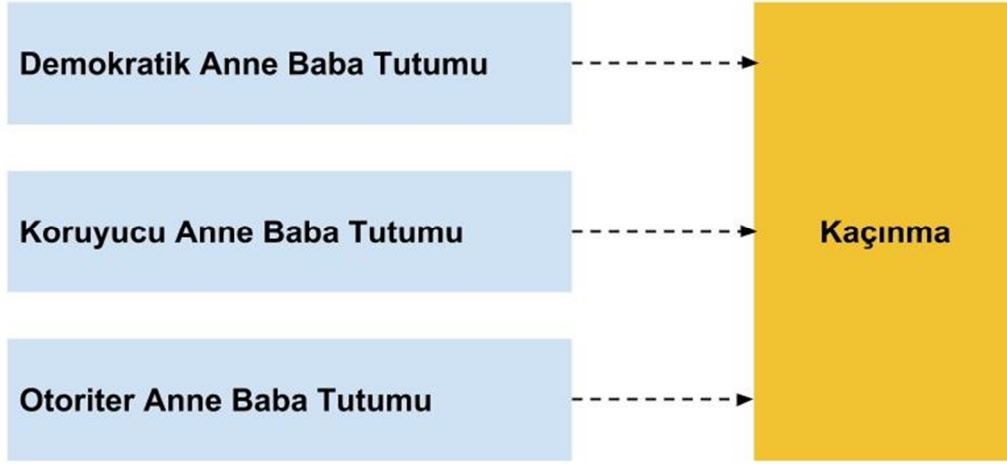 Demokratik Anne Baba Tutumu
Koruyucu Anne Baba Tutumu
Kaçınma
Otoriter Anne Baba Tutumu